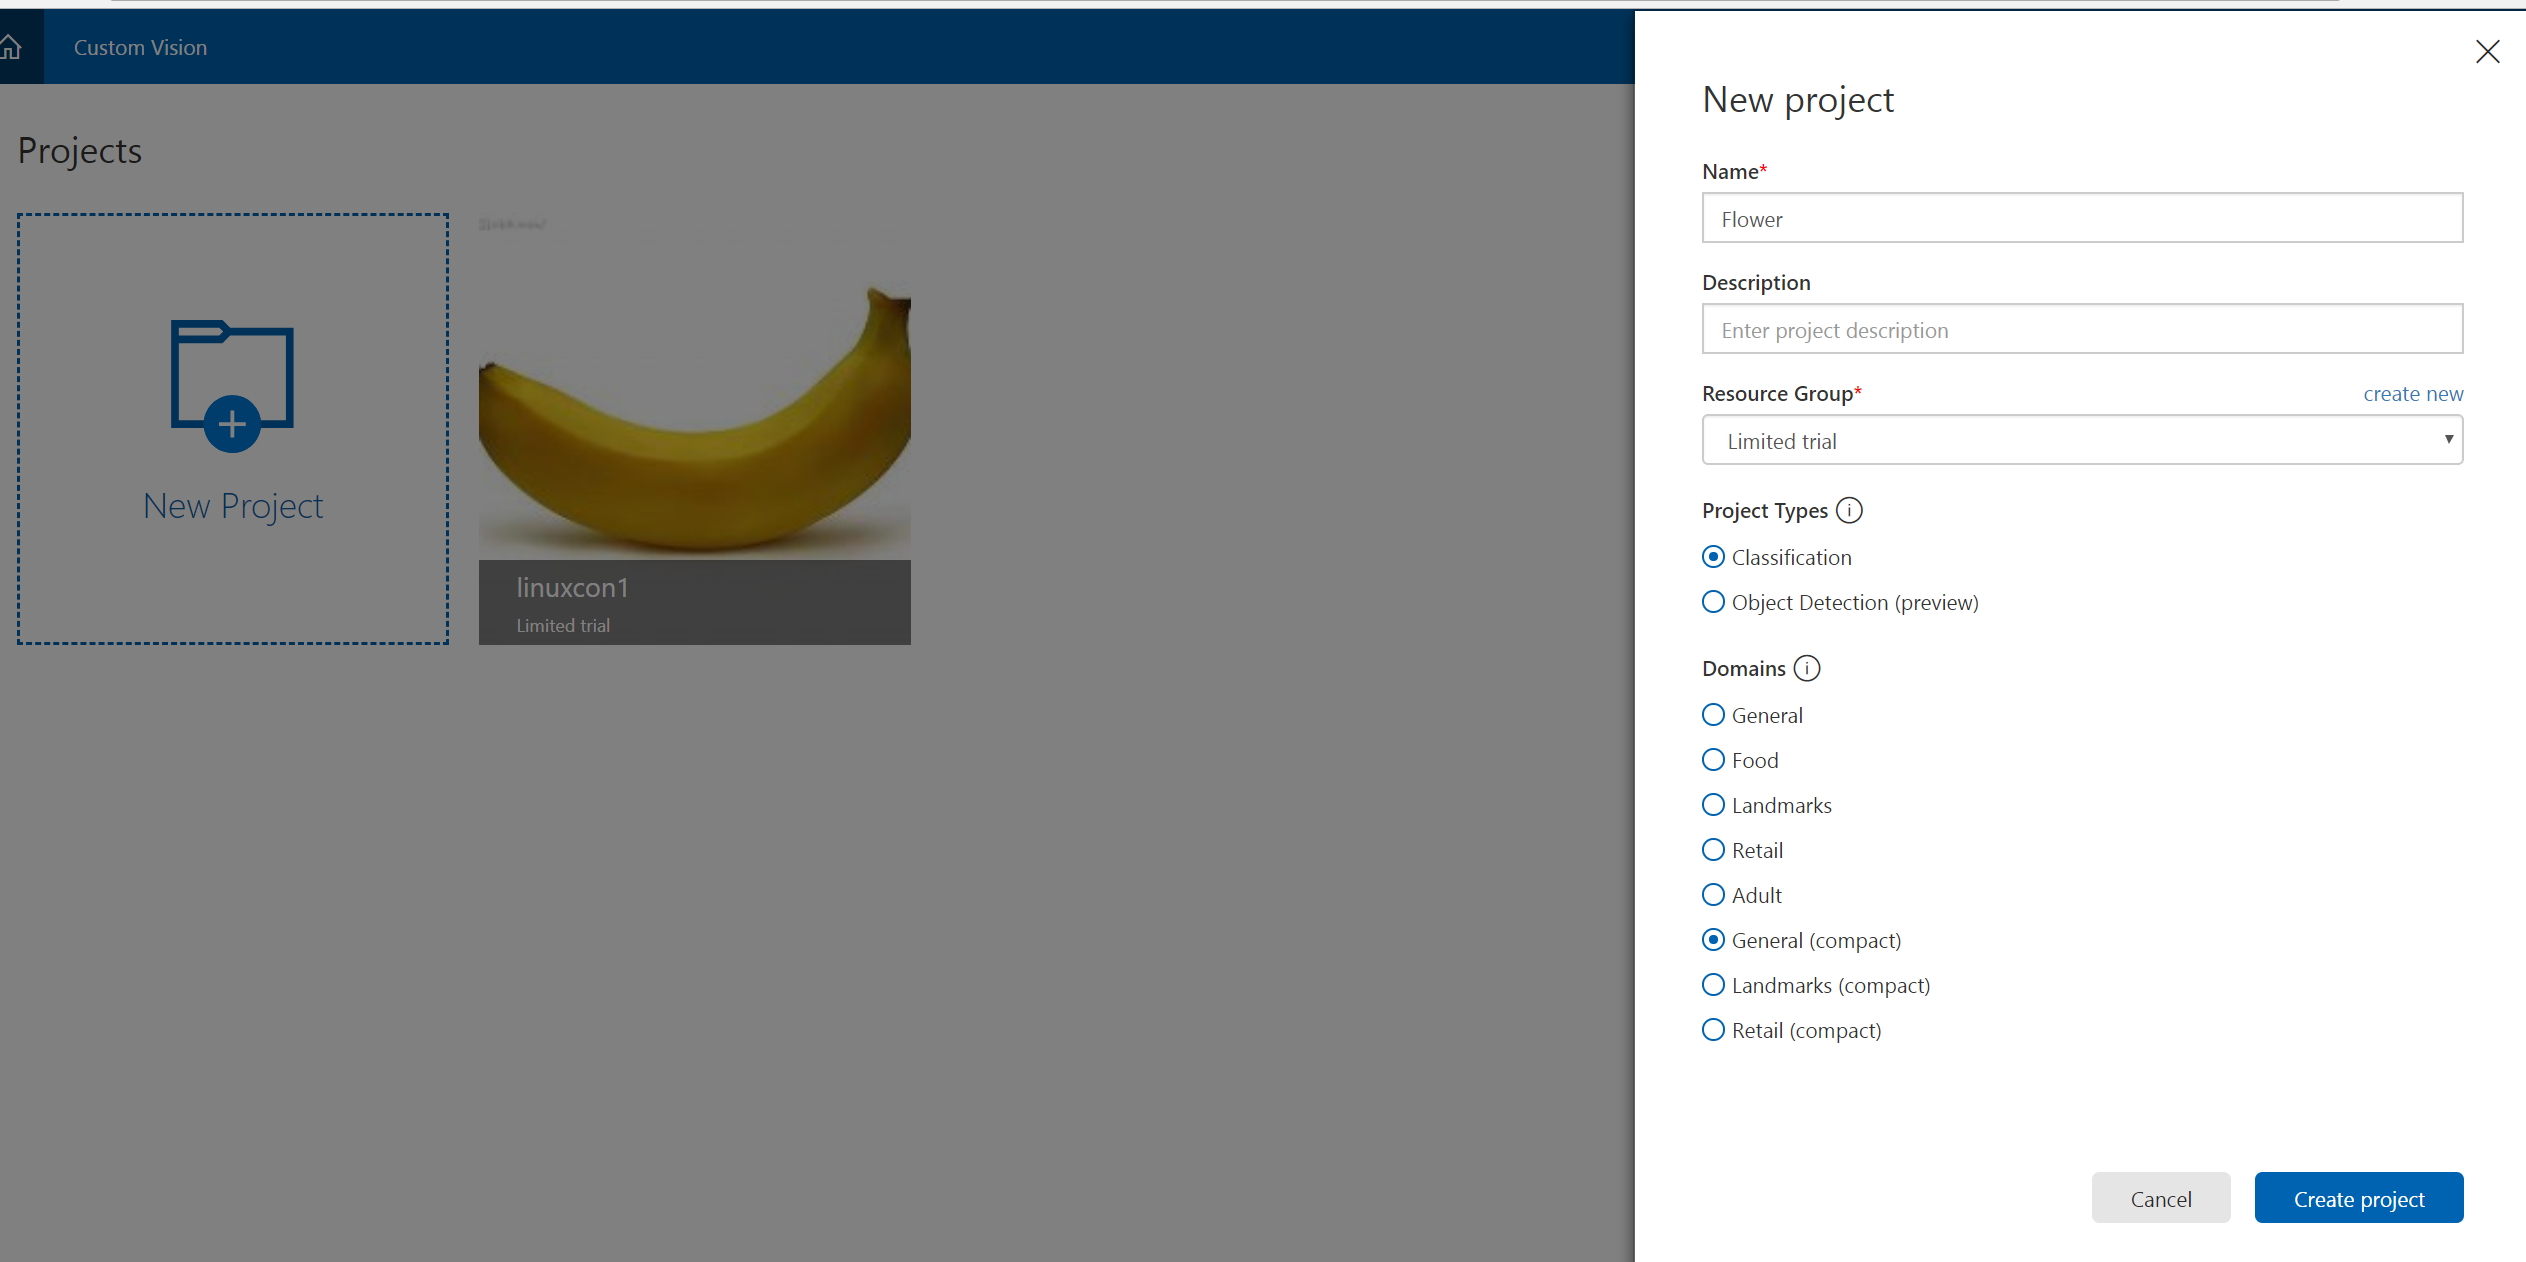 Custom Vision
Projects
New Project
linuxcon1
Limited trial
New project
Name*
Flower
Description
Enter project description
Resource Group*
create new
Limited trial
Project Types
Classification
Object Detection (preview)
Domains
General
Food
Landmarks
Retail
Adult
General (compact)
Landmarks (compact)
Retail (compact)
Cancel
Create project